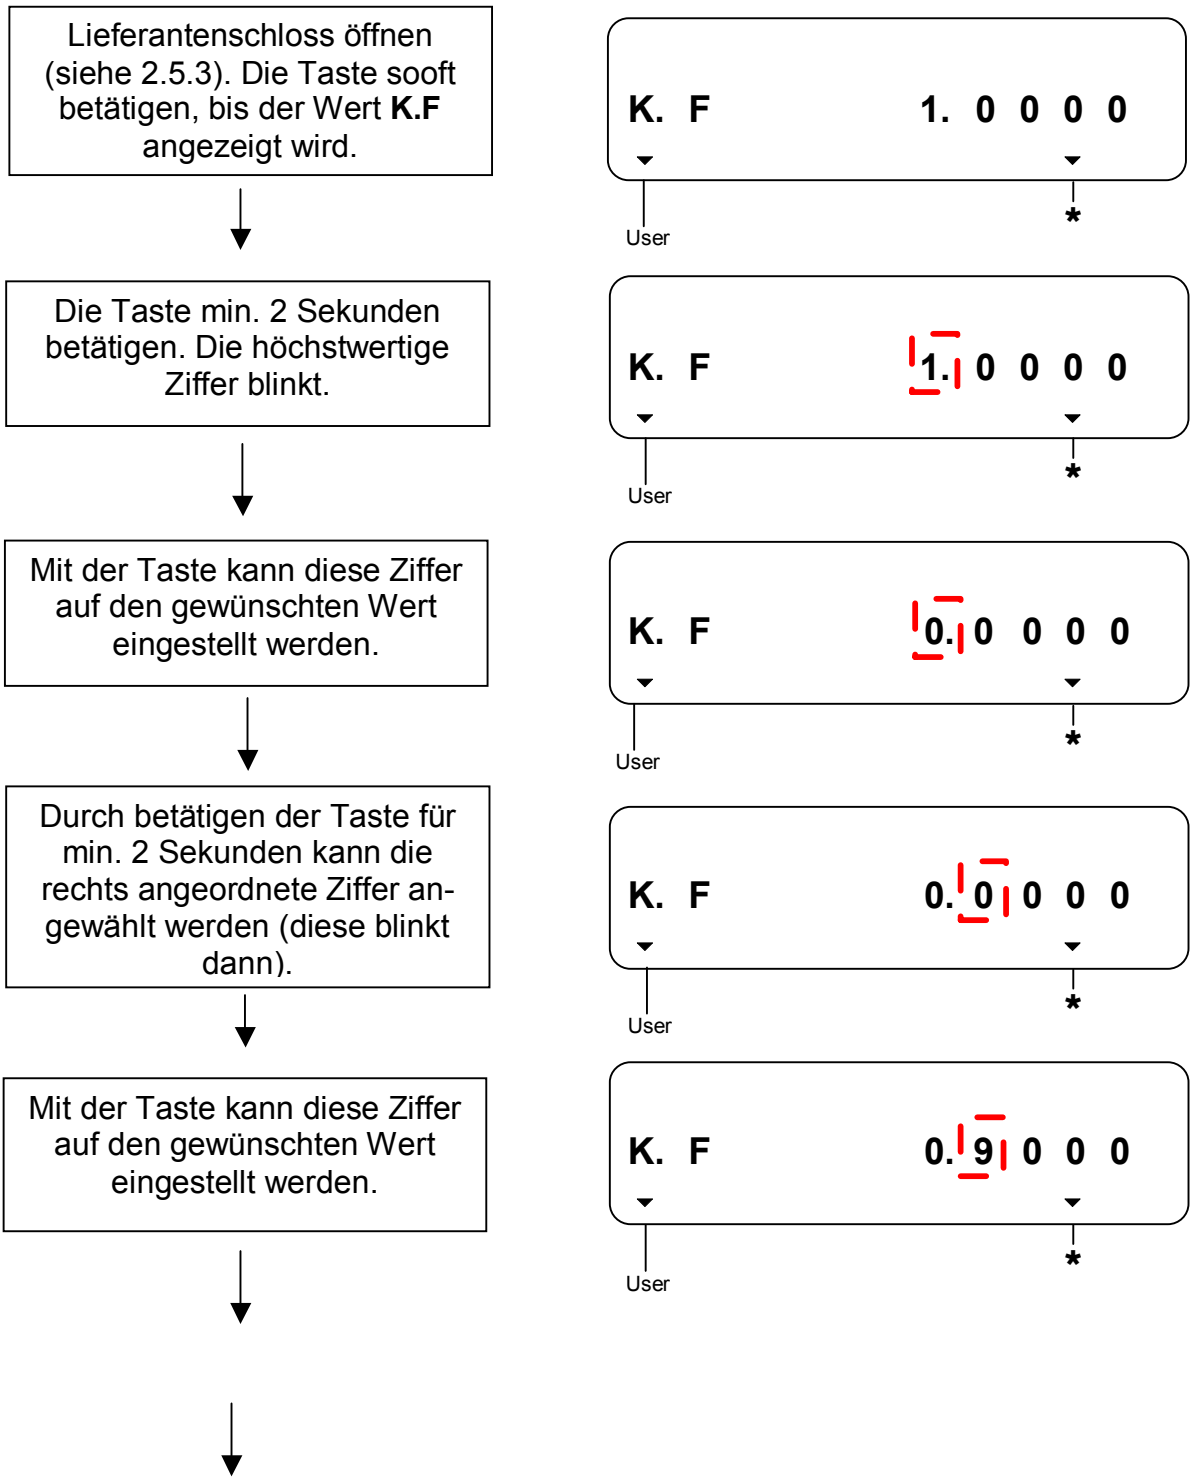 Lieferantenschloss öffnen
(siehe 2.5.3). Die Taste sooft
betätigen, bis der Wert K.F
angezeigt wird.
K. F 1. 0 0 0 0
User
*
Die Taste min. 2 Sekunden
betätigen. Die höchstwertige
Ziffer blinkt.
K. F 1. 0 0 0 0
User
*
Mit der Taste kann diese Ziffer
auf den gewünschten Wert
eingestellt werden.
K. F 0. 0 0 0 0
User
*
Durch betätigen der Taste für
min. 2 Sekunden kann die
rechts angeordnete Ziffer an-
gewählt werden (diese blinkt
dann).
K. F 0. 0 0 0 0
User
*
Mit der Taste kann diese Ziffer
auf den gewünschten Wert
eingestellt werden.
K. F 0. 9 0 0 0
User
*